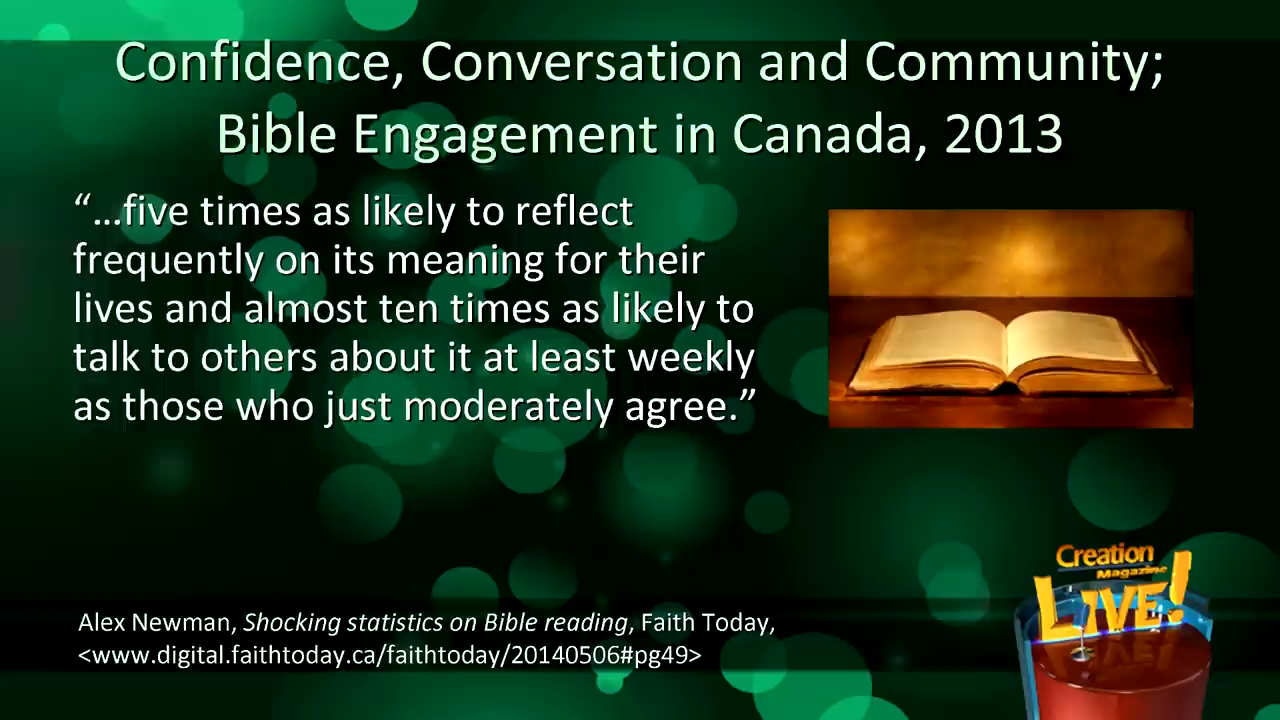 Confidence, Conversation and Community;
Bible Engagement in Canada, 2013
“...five times as likely to reflect
frequently on its meaning for their
lives and almost ten times as likely to
talk to others about it at least weekly
as those who just moderately agree.”
Creation
Magazine
LIVE!
Alex Newman, Shocking statistics on Bible reading, Faith Today,
<www.digital.faithtoday.ca/faithtoday/20140506#pg49>